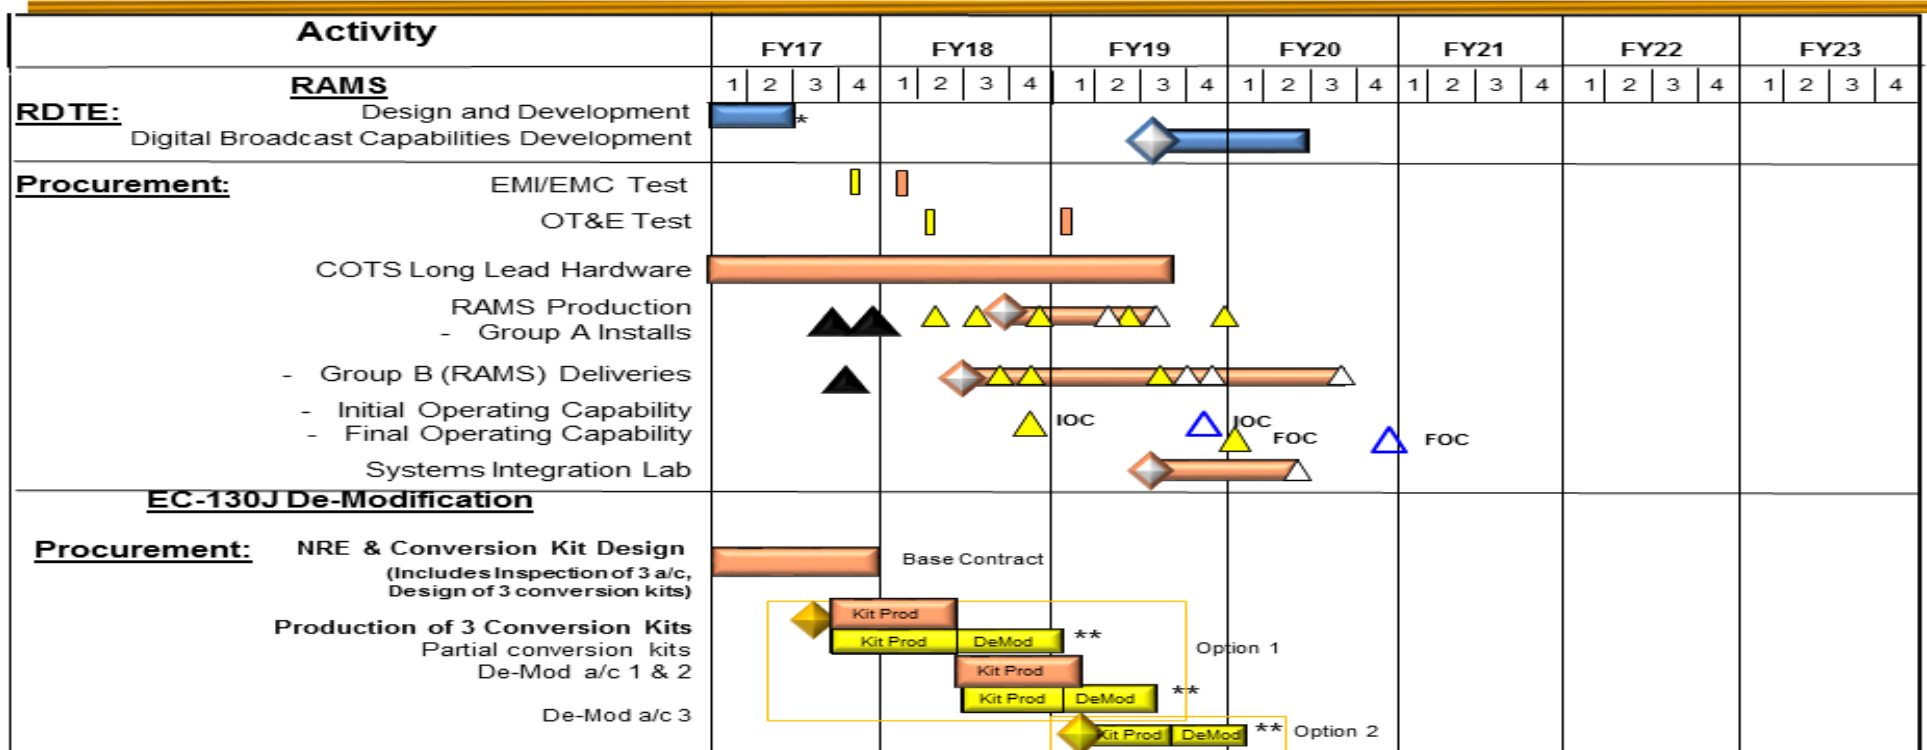 Activity
FY17 FY18 FY19 FY20 FY21 FY22 FY23
RAMS 1 2 3 4 1 2 3 4 1 2 3 4 1 2 3 4 1 2 3 4 1 2 3 4 1 2 3 4
RDTE: Design and Development *
Digital Broadcast Capabilities Development
Procurement: EMI/EMC Test
OT&E Test
COTS Long Lead Hardware
RAMS Production
- Group A Installs
- Group B (RAMS) Deliveries
- Initial Operating Capability IOC IOC
- Final Operating Capability FOC FOC
Systems Integration Lab
EC-130J De-Modification
Procurement: NRE & Conversion Kit Design Base Contract
(Includes Inspection of 3 a/c,
Design of 3 conversion kits)
Kit Prod
Production of 3 Conversion Kits Kit Prod DeMod **
Partial conversion kits Option 1
De-Mod a/c 1 & 2 Kit Prod
Kit Prod DeMod **
De-Mod a/c 3
Kit Prod DeMod ** Option 2